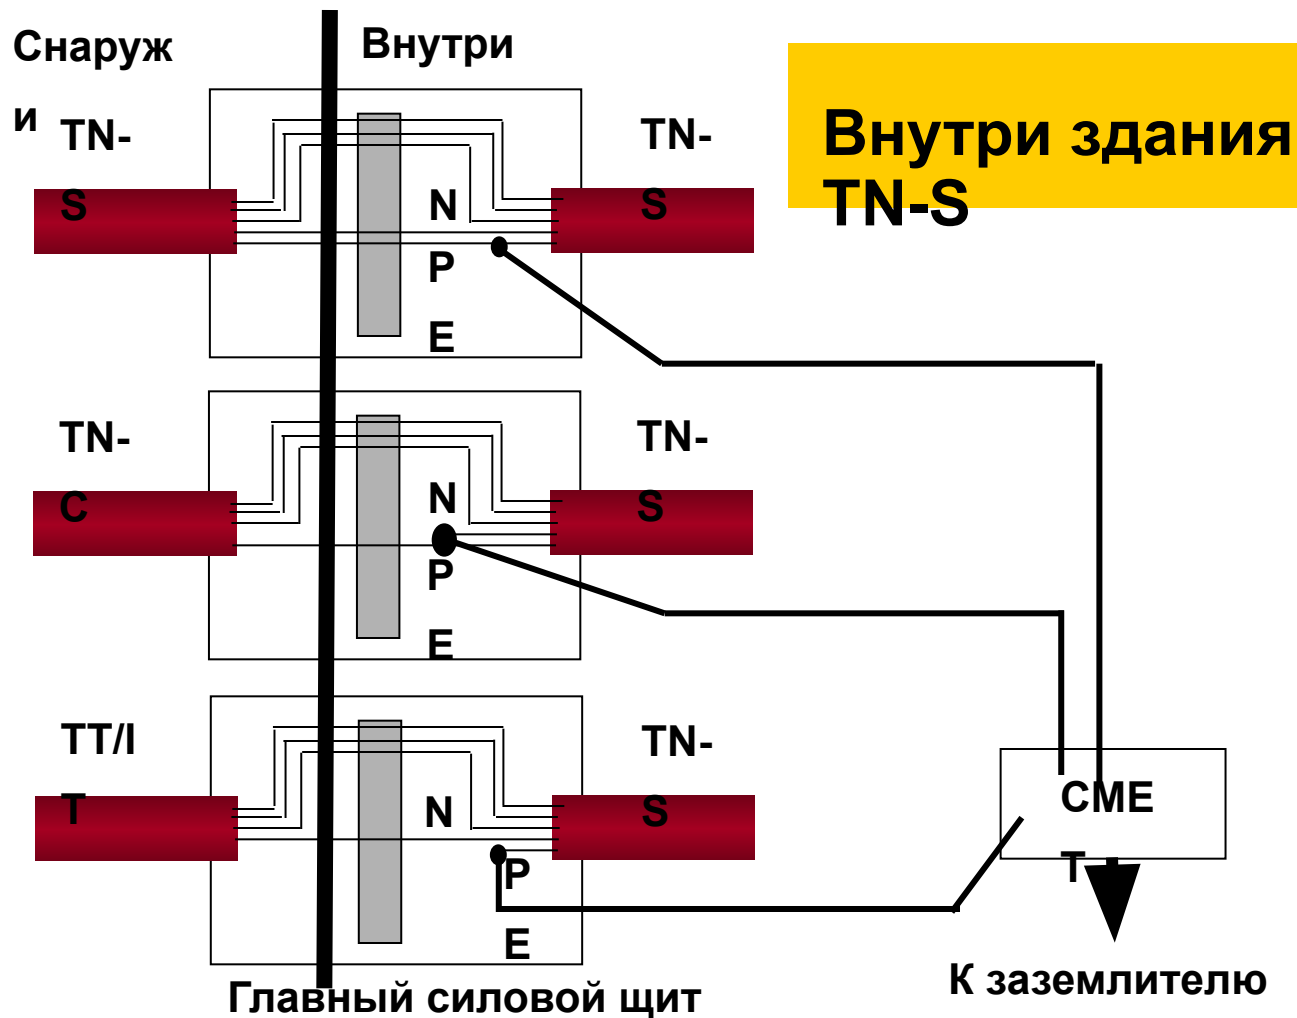 Снаруж
и
Внутри
Внутри здания
TN-S
TN-
S
N
P
E
TN-
S
TN-
C
N
P
E
TN-
S
TT/I
T
N
P
E
TN-
S
CME
T
К заземлителю
Главный силовой щит